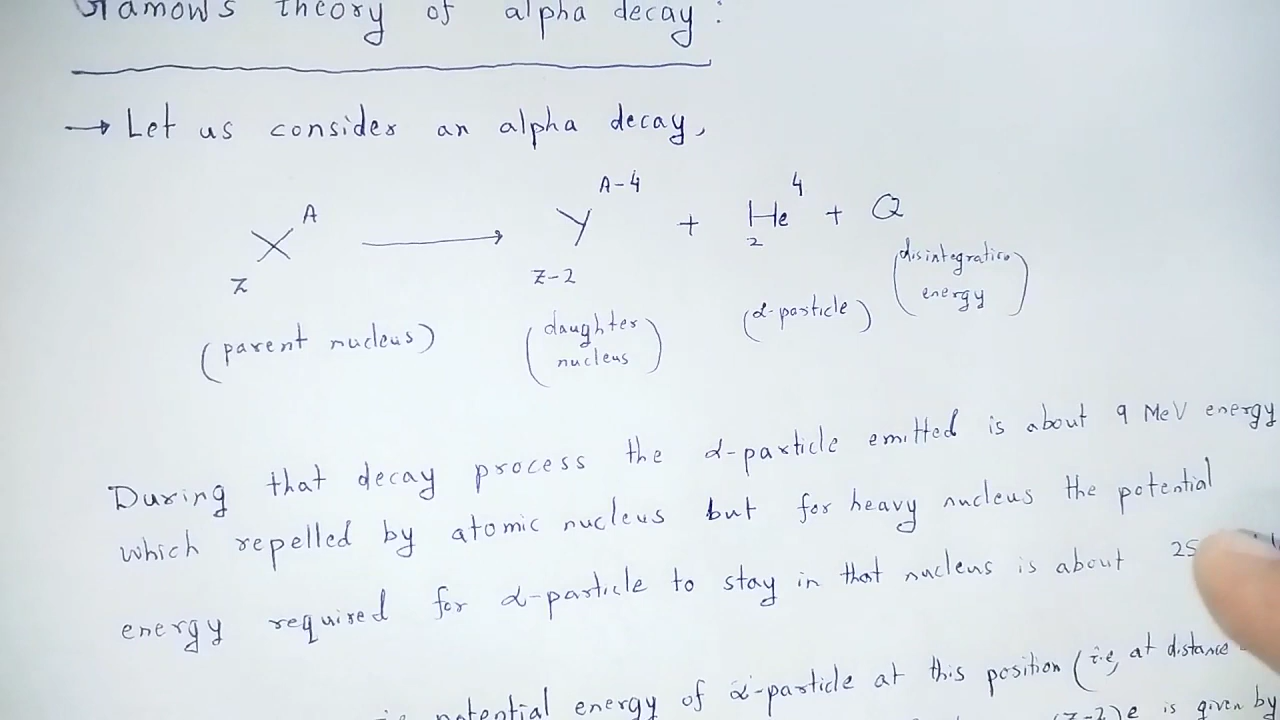 Gamow's theory of alpha decay :
→ Let us consider an alpha decay,
X A Z → Y A-4 Z-2 + He 4 2 + Q
(parent nucleus) (daughter nucleus) (α-particle) (disintegration energy)
During that decay process the α-particle emitted is about 9 MeV energy
which repelled by atomic nucleus but for heavy nucleus the potential
energy required for α-particle to stay in that nucleus is about 25
potential energy of α-particle at this position (i.e, at distance
(Z-2)e is given by